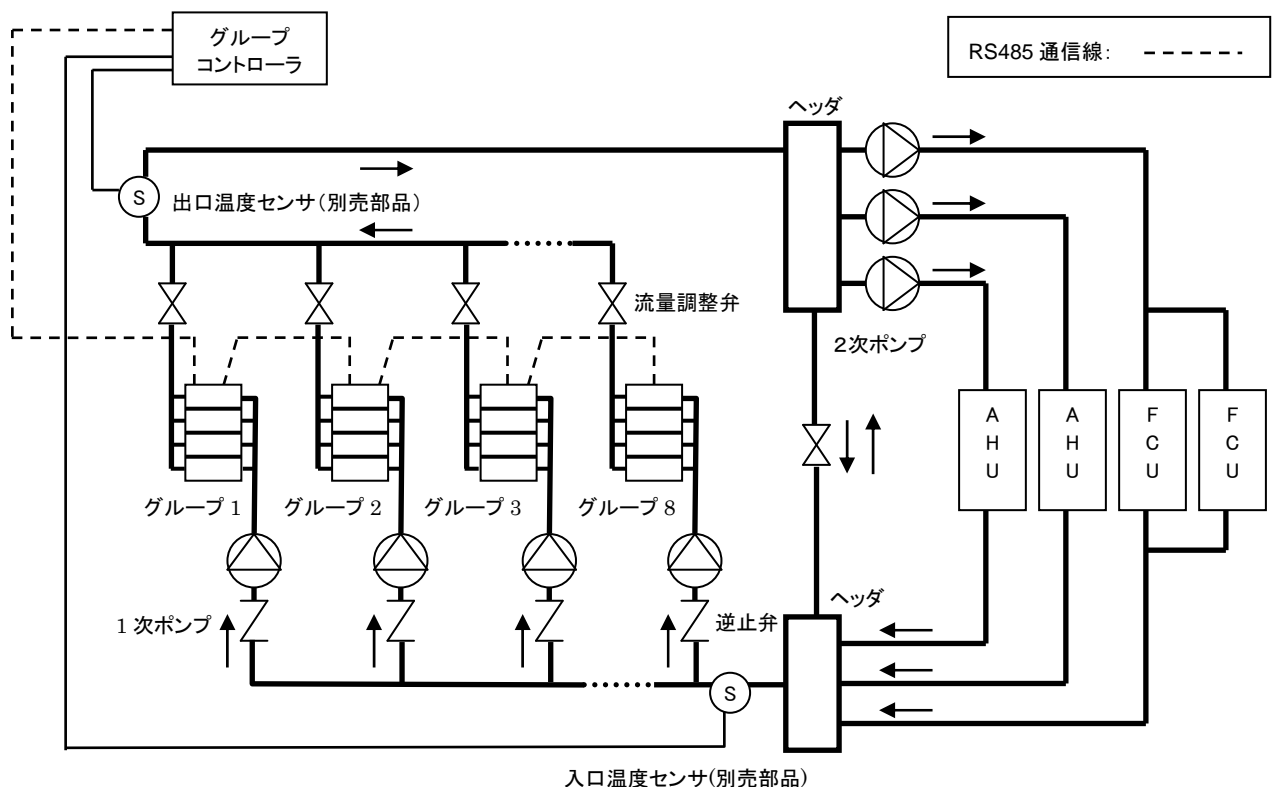 グループ
コントローラ
RS485 通信線:
ヘッダ
S
出口温度センサ(別売部品)
流量調整弁
2次ポンプ
A
H
U
A
H
U
F
C
U
F
C
U
グループ 1
グループ 2
グループ 3
グループ 8
1 次ポンプ
逆止弁
ヘッダ
S
入口温度センサ(別売部品)